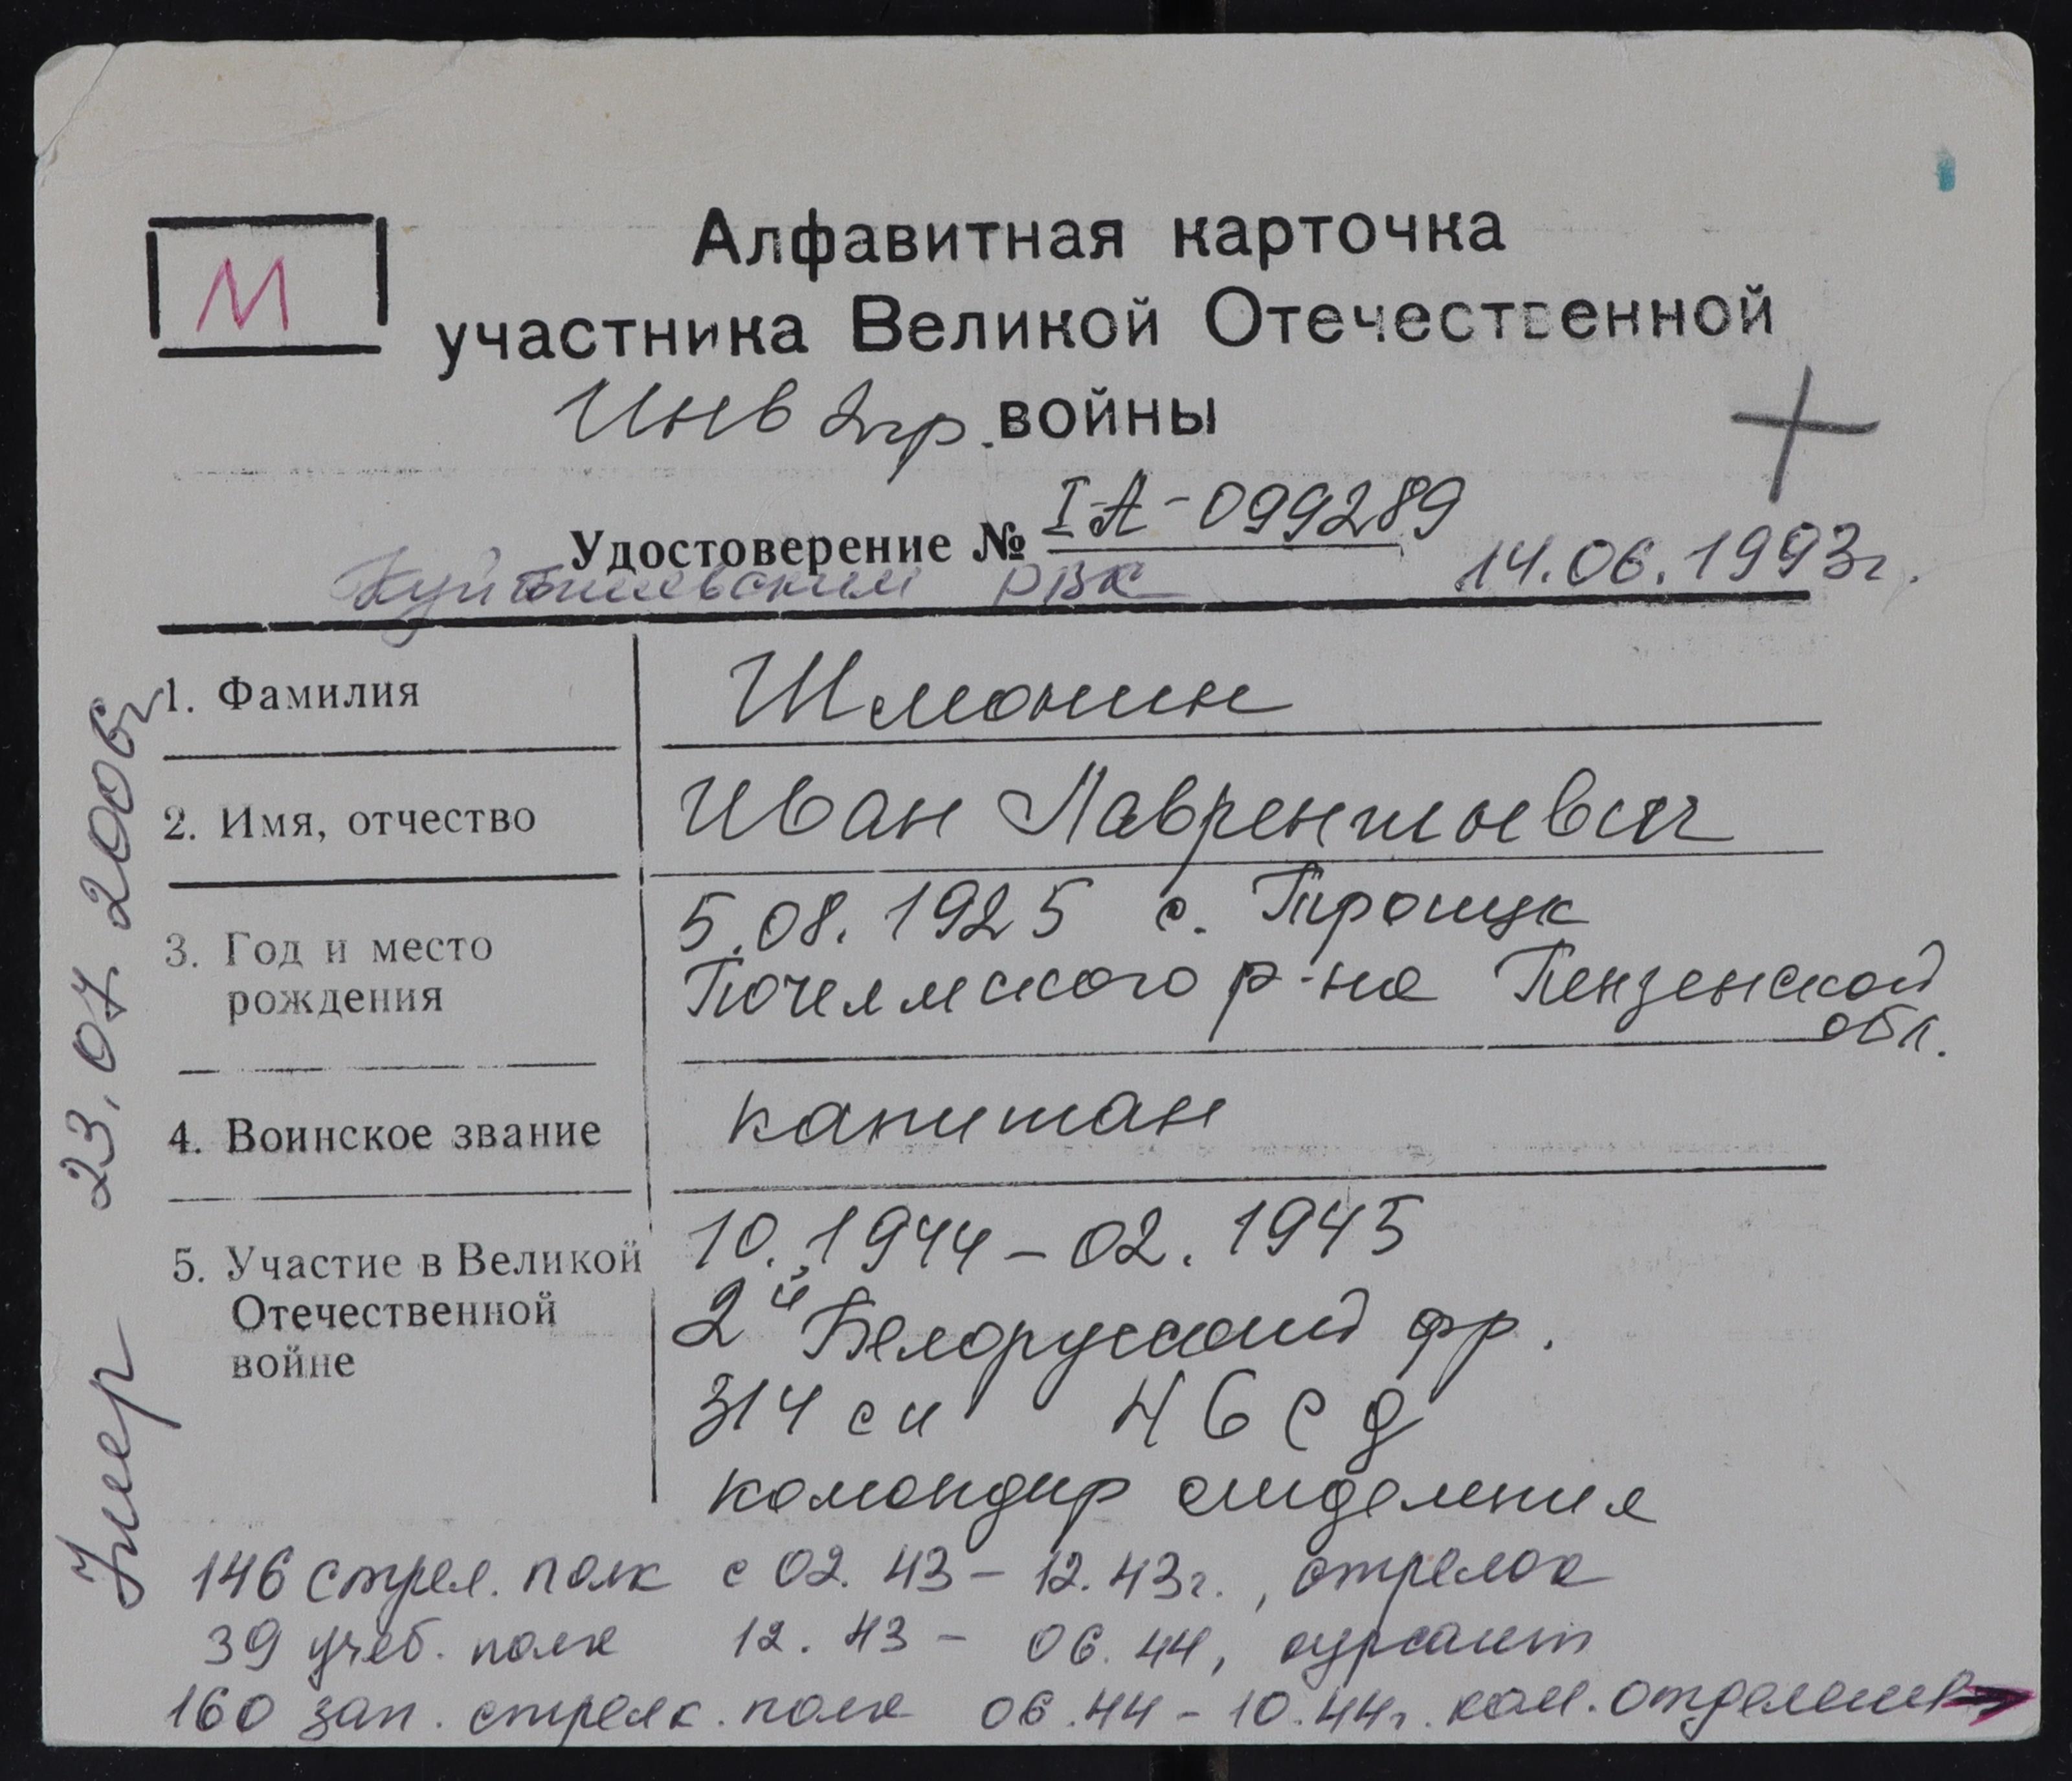 М
Алфавитная карточка
участника Великой Отечественной
Инв 2 гр. войны
Удостоверение № I-А-099289
Куйбышевским РВК 14.06.1993г.
1. Фамилия Шмонин
2. Имя, отчество Иван Лаврентьевич
3. Год и место 5.08.1925 с. Троицк
рождения Пачелмского р-на Пензенской
обл.
4. Воинское звание капитан
5. Участие в Великой 10.1944 – 02.1945
Отечественной 2й Белорусский фр.
войне 314 сп 46 сд
командир отделения
146 стрел. полк с 02.43 – 12.43г., стрелок
39 учеб. полк 12.43 – 06.44, курсант
160 зап. стрелк. полк 06.44 – 10.44г. ком. отделения
Умер 23.07.2006г